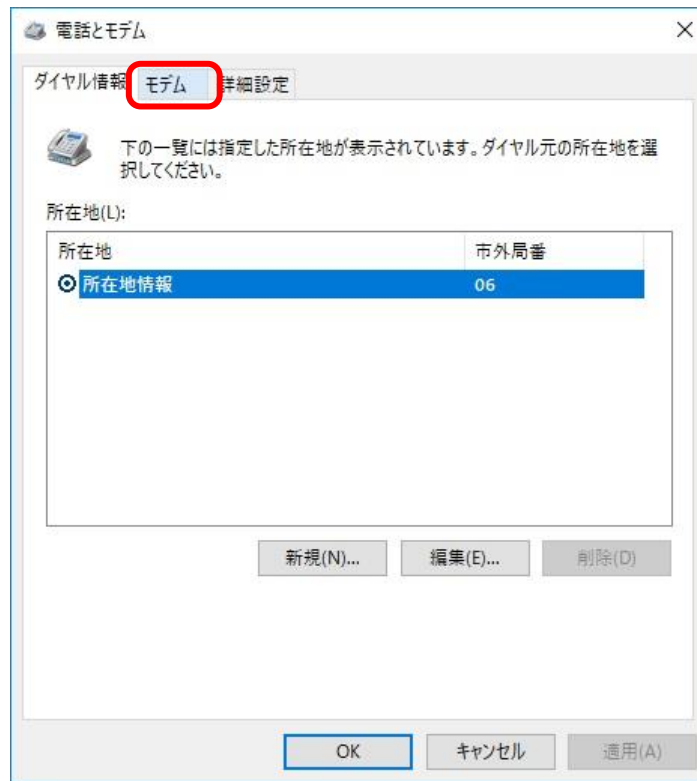 電話とモデム
ダイヤル情報 モデム 詳細設定
下の一覧には指定した所在地が表示されています。ダイヤル元の所在地を選
択してください。
所在地(L):
所在地 市外局番
所在地情報 06
新規(N)... 編集(E)... 削除(D)
OK キャンセル 適用(A)